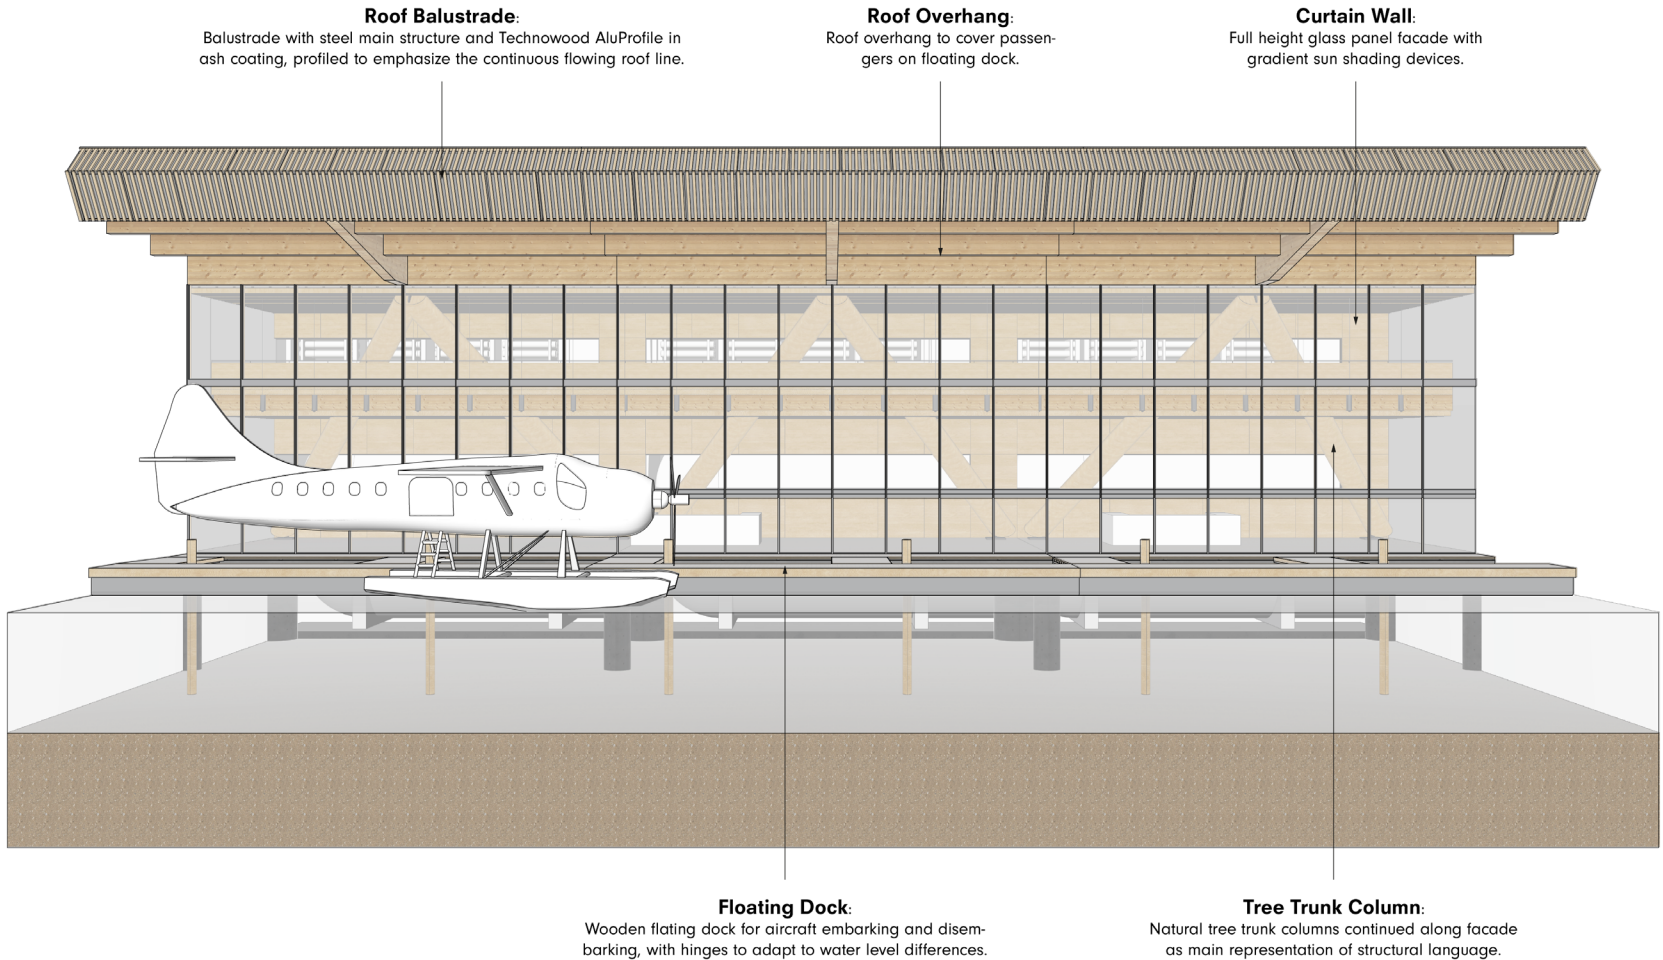 Roof Balustrade:
Balustrade with steel main structure and Technowood AluProfile in
ash coating, profiled to emphasize the continuous flowing roof line.
Roof Overhang:
Roof overhang to cover passen-
gers on floating dock.
Curtain Wall:
Full height glass panel facade with
gradient sun shading devices.
Floating Dock:
Wooden flating dock for aircraft embarking and disem-
barking, with hinges to adapt to water level differences.
Tree Trunk Column:
Natural tree trunk columns continued along facade
as main representation of structural language.